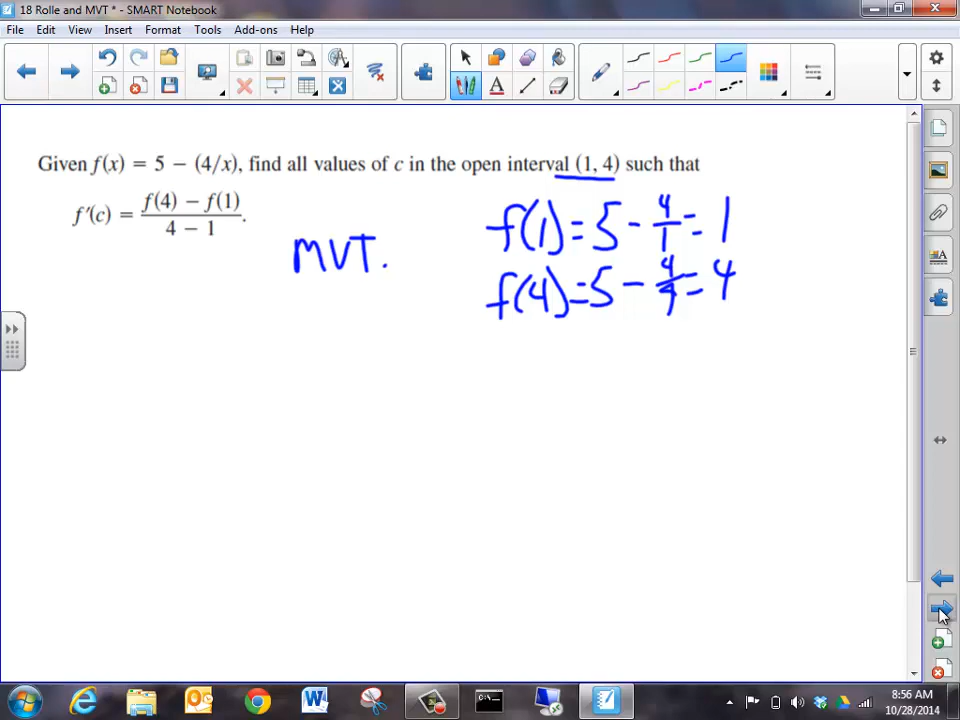 18 Rolle and MVT * - SMART Notebook
File Edit View Insert Format Tools Add-ons Help
Given f(x) = 5 − (4/x), find all values of c in the open interval (1, 4) such that
f′(c) = f(4) − f(1) / 4 − 1.
MVT.
f(1) = 5 − 4/1 = 1
f(4) = 5 − 4/4 = 4
8:56 AM
10/28/2014